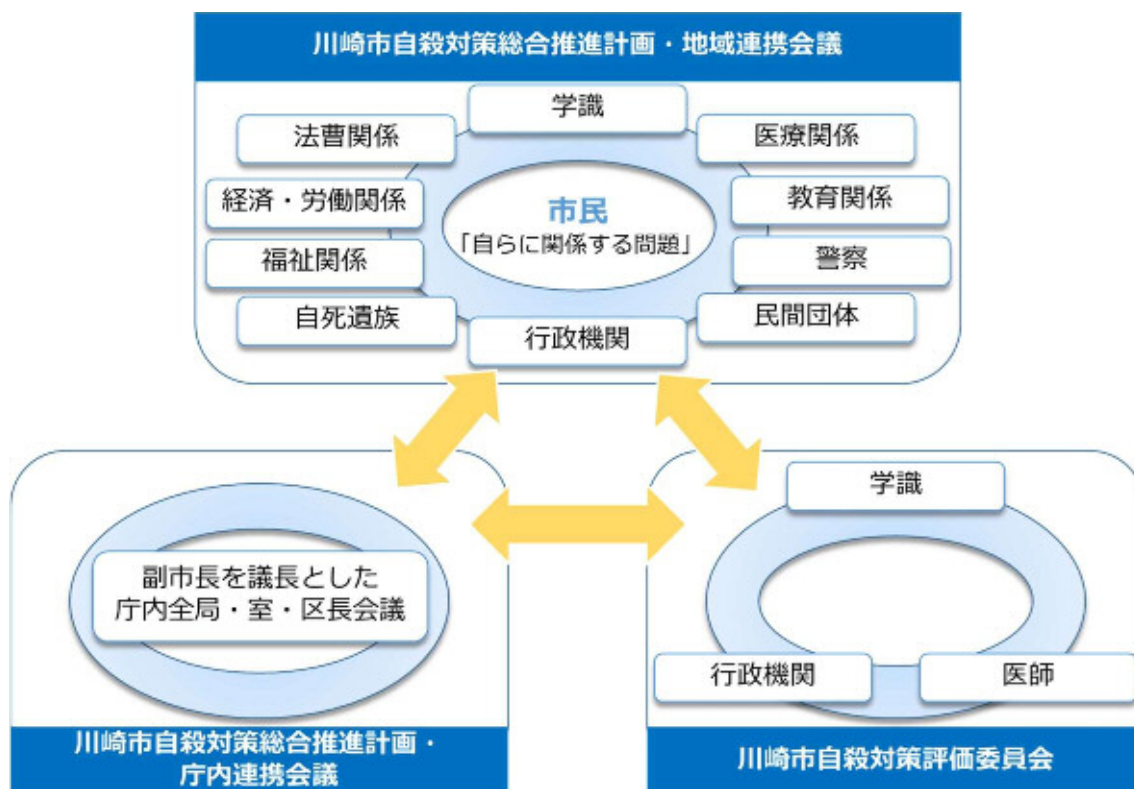 川崎市自殺対策総合推進計画・地域連携会議
学識
法曹関係
医療関係
経済・労働関係
教育関係
市民
「自らに関係する問題」
福祉関係
警察
自死遺族
民間団体
行政機関
副市長を議長とした
庁内全局・室・区長会議
川崎市自殺対策総合推進計画・
庁内連携会議
学識
行政機関
医師
川崎市自殺対策評価委員会